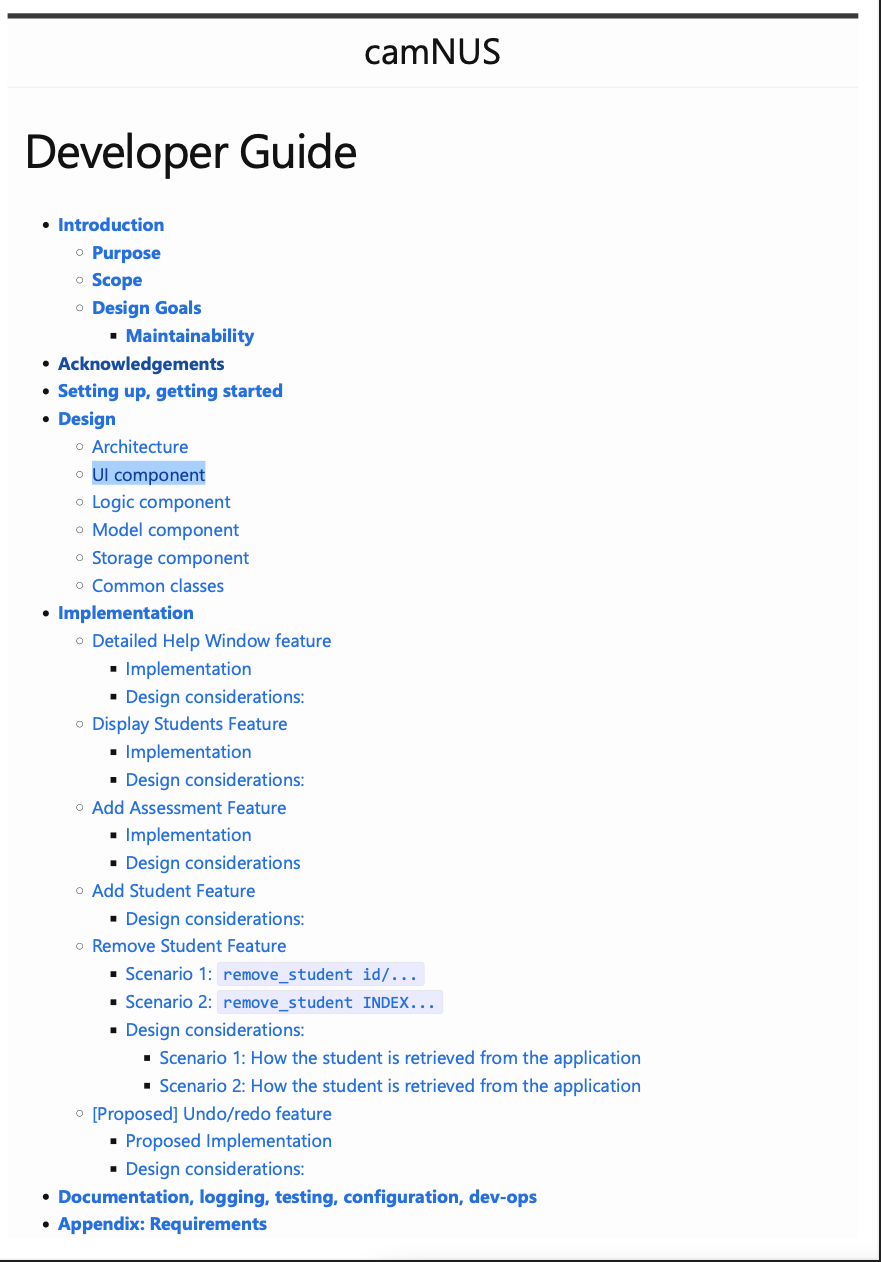 camNUS
Developer Guide
Introduction
Purpose
Scope
Design Goals
Maintainability
Acknowledgements
Setting up, getting started
Design
Architecture
UI component
Logic component
Model component
Storage component
Common classes
Implementation
Detailed Help Window feature
Implementation
Design considerations:
Display Students Feature
Implementation
Design considerations:
Add Assessment Feature
Implementation
Design considerations
Add Student Feature
Design considerations:
Remove Student Feature
Scenario 1: remove_student id/...
Scenario 2: remove_student INDEX...
Design considerations:
Scenario 1: How the student is retrieved from the application
Scenario 2: How the student is retrieved from the application
[Proposed] Undo/redo feature
Proposed Implementation
Design considerations:
Documentation, logging, testing, configuration, dev-ops
Appendix: Requirements